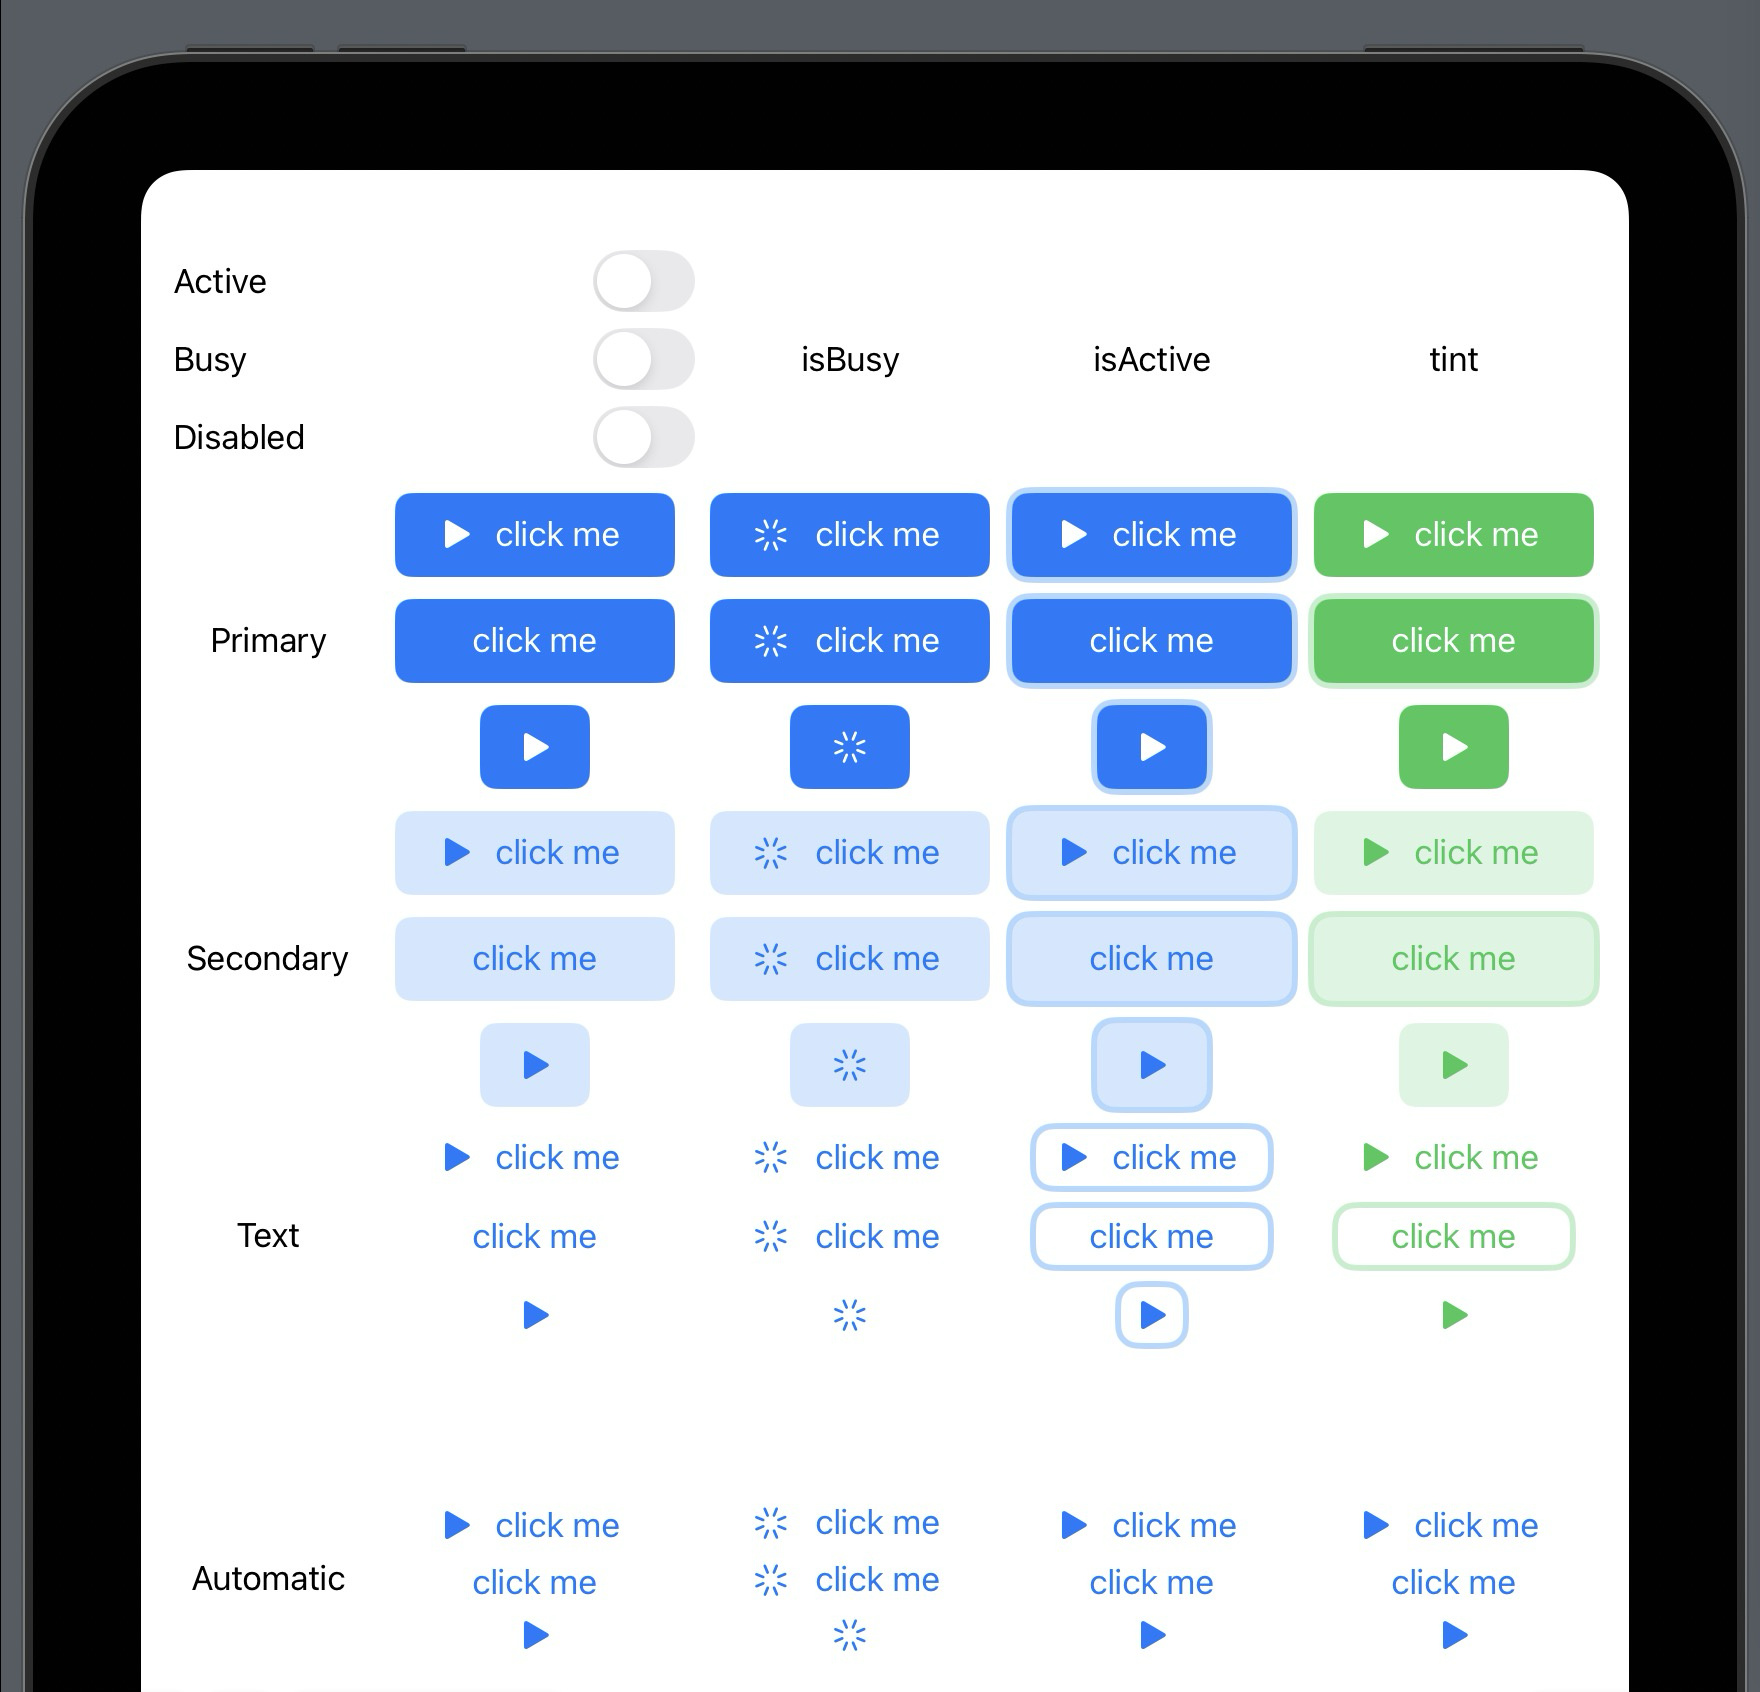 Active
Busy isBusy isActive tint
Disabled
click me click me click me click me
Primary click me click me click me click me
click me click me click me click me
Secondary click me click me click me click me
click me click me click me click me
Text click me click me click me click me
click me click me click me click me
Automatic click me click me click me click me